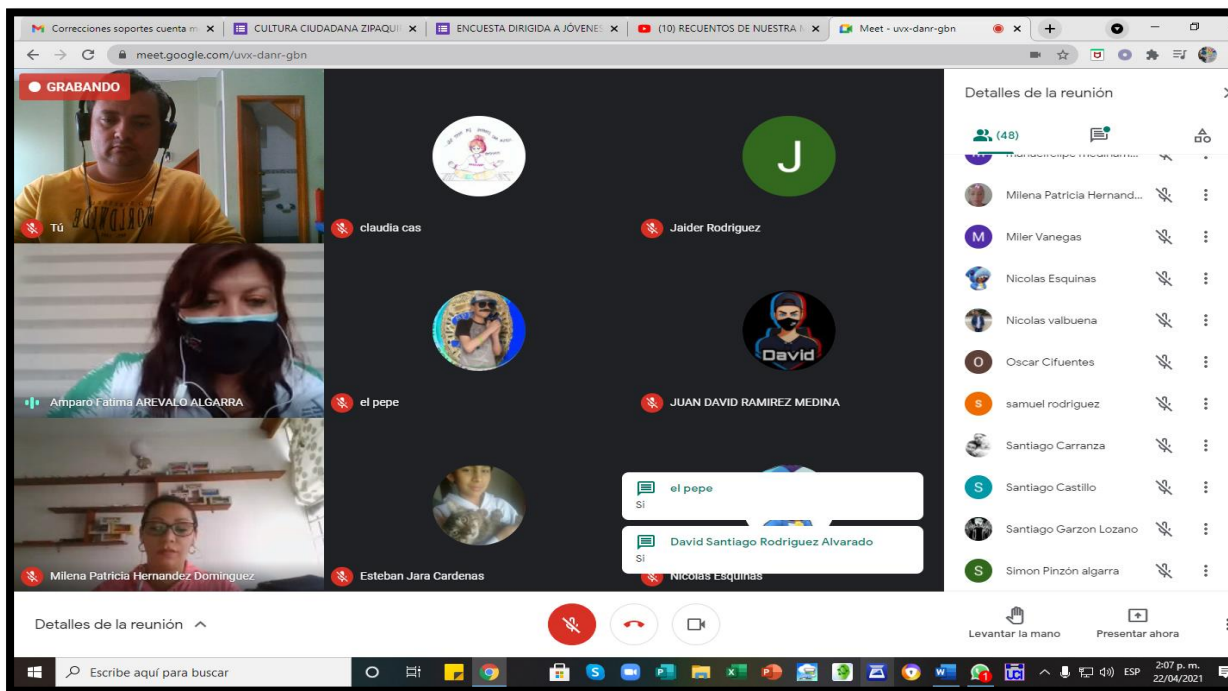 Correcciones soportes cuenta m
CULTURA CIUDADANA ZIPAQUI
ENCUESTA DIRIGIDA A JÓVENES
(10) RECUENTOS DE NUESTRA
Meet - uvx-danr-gbn
meet.google.com/uvx-danr-gbn
GRABANDO
Tú
claudia cas
J
Jaider Rodriguez
Amparo Fatima AREVALO ALGARRA
el pepe
David
JUAN DAVID RAMIREZ MEDINA
Milena Patricia Hernandez Dominguez
Esteban Jara Cardenas
Nicolas Esquinas
el pepe
Si
David Santiago Rodriguez Alvarado
Si
Detalles de la reunión
(48)
Milena Patricia Hernand...
M
Miler Vanegas
Nicolas Esquinas
Nicolas valbuena
O
Oscar Cifuentes
s
samuel rodriguez
Santiago Carranza
S
Santiago Castillo
Santiago Garzon Lozano
S
Simon Pinzón algarra
Detalles de la reunión
Levantar la mano
Presentar ahora
Escribe aquí para buscar
ESP
2:07 p. m.
22/04/2021